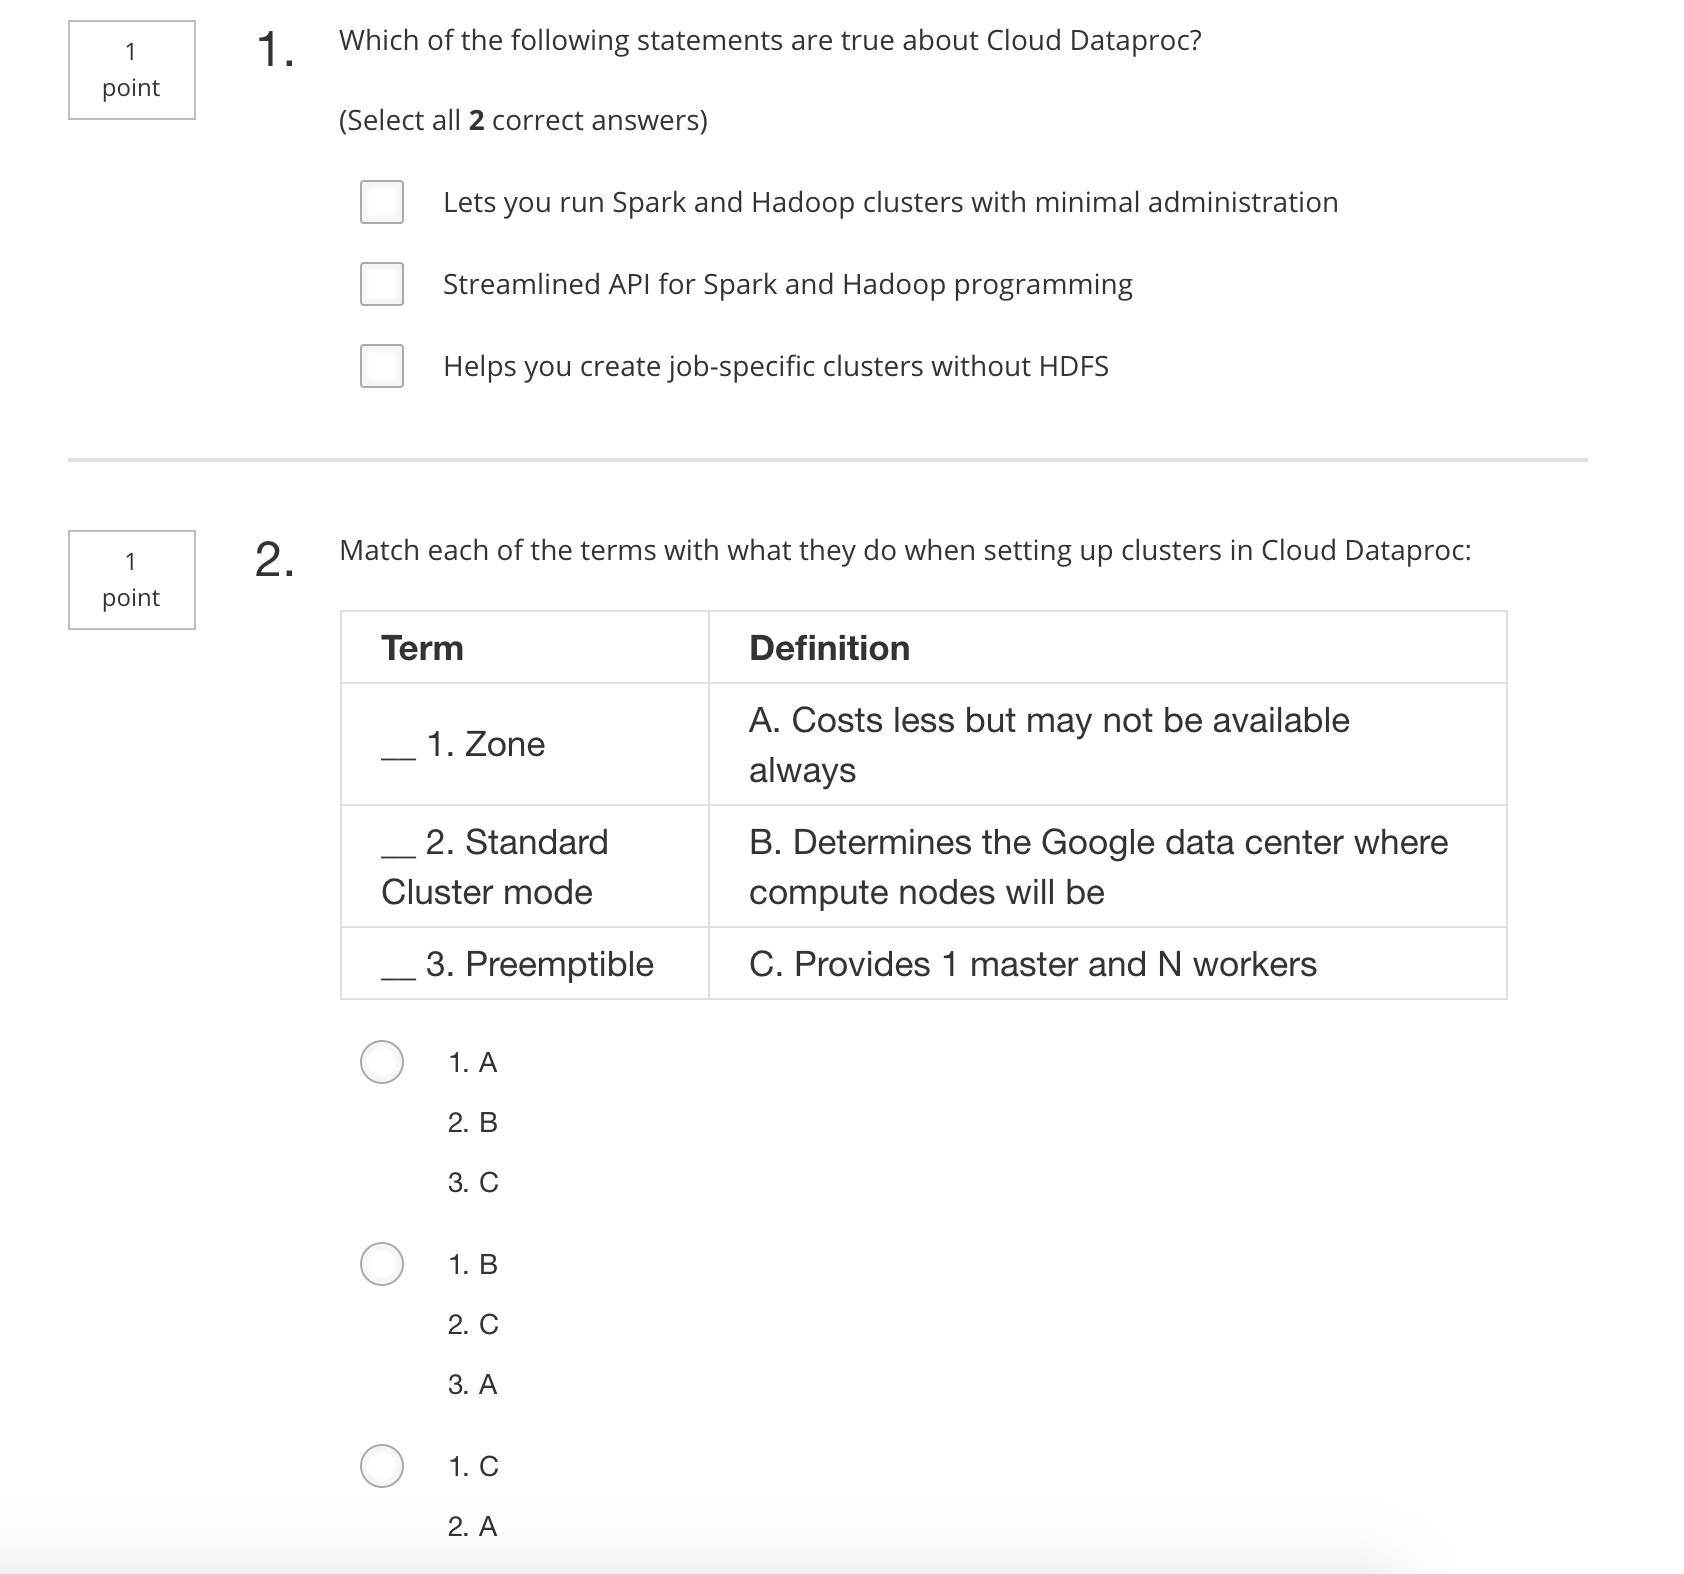 1
point
1.
Which of the following statements are true about Cloud Dataproc?
(Select all 2 correct answers)
Lets you run Spark and Hadoop clusters with minimal administration
Streamlined API for Spark and Hadoop programming
Helps you create job-specific clusters without HDFS
1
point
2.
Match each of the terms with what they do when setting up clusters in Cloud Dataproc:
Term
Definition
__ 1. Zone
A. Costs less but may not be available
always
__ 2. Standard
Cluster mode
B. Determines the Google data center where
compute nodes will be
__ 3. Preemptible
C. Provides 1 master and N workers
1. A
2. B
3. C
1. B
2. C
3. A
1. C
2. A